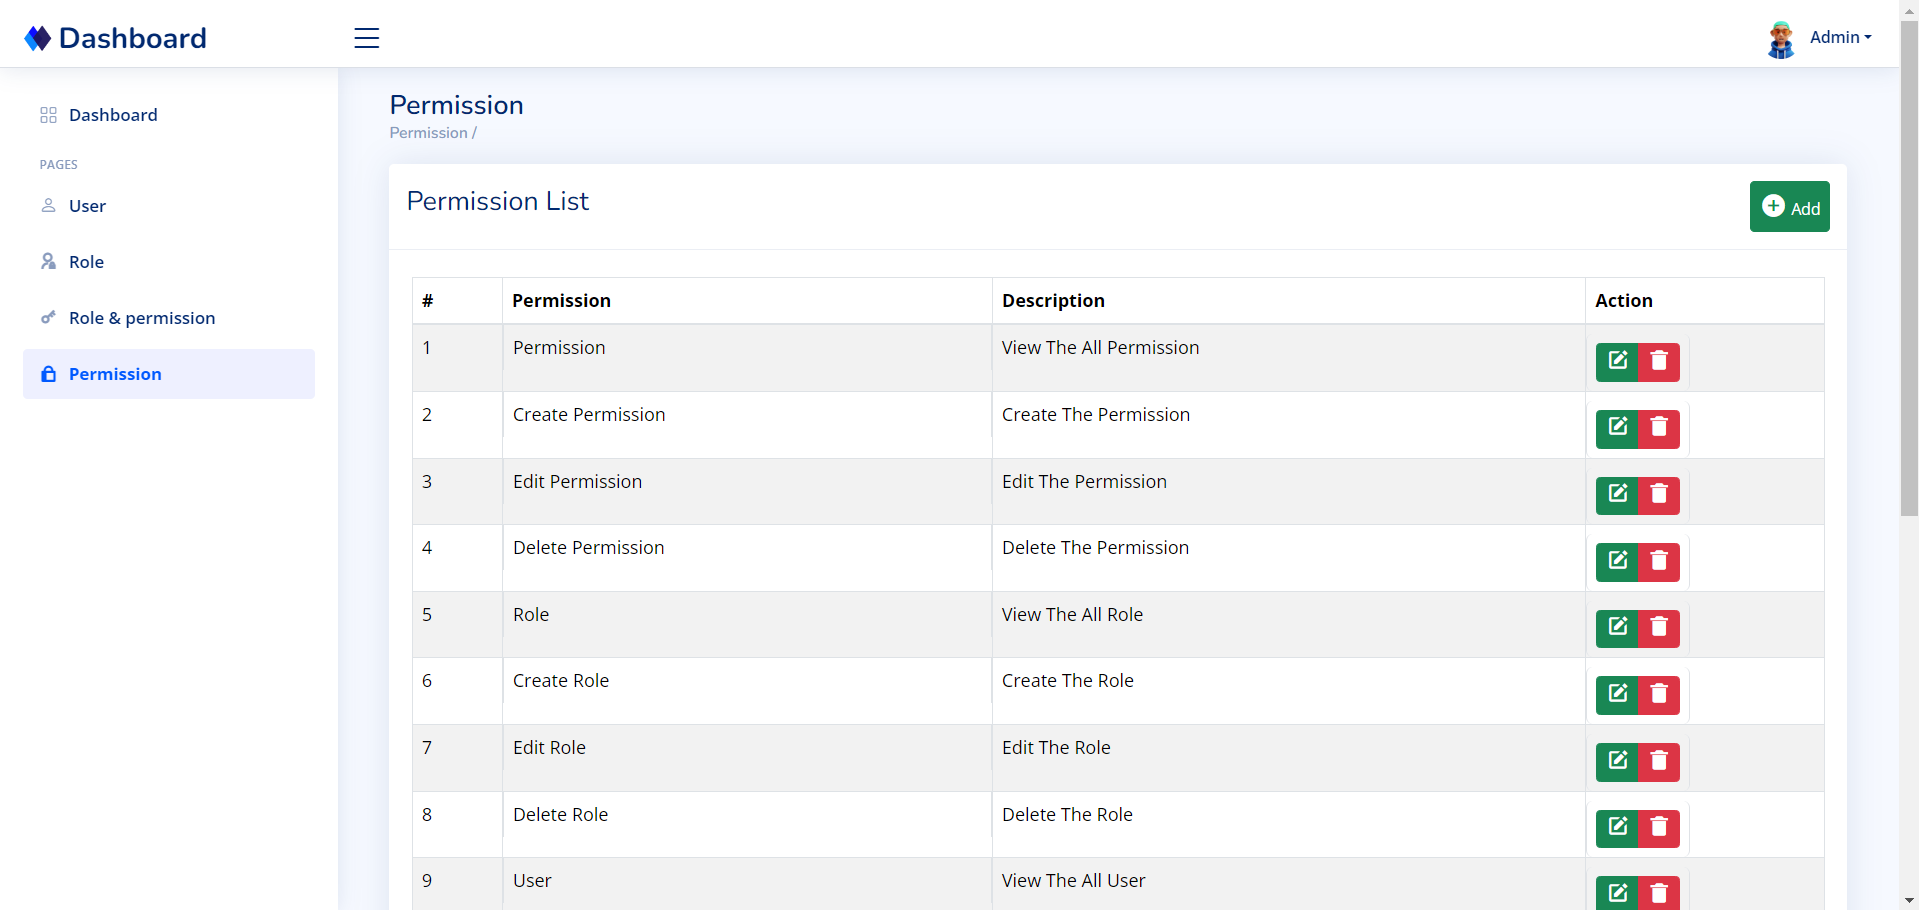 Dashboard
Admin
Dashboard
PAGES
User
Role
Role & permission
Permission
Permission
Permission /
Permission List
Add
# Permission Description Action
1 Permission View The All Permission
2 Create Permission Create The Permission
3 Edit Permission Edit The Permission
4 Delete Permission Delete The Permission
5 Role View The All Role
6 Create Role Create The Role
7 Edit Role Edit The Role
8 Delete Role Delete The Role
9 User View The All User